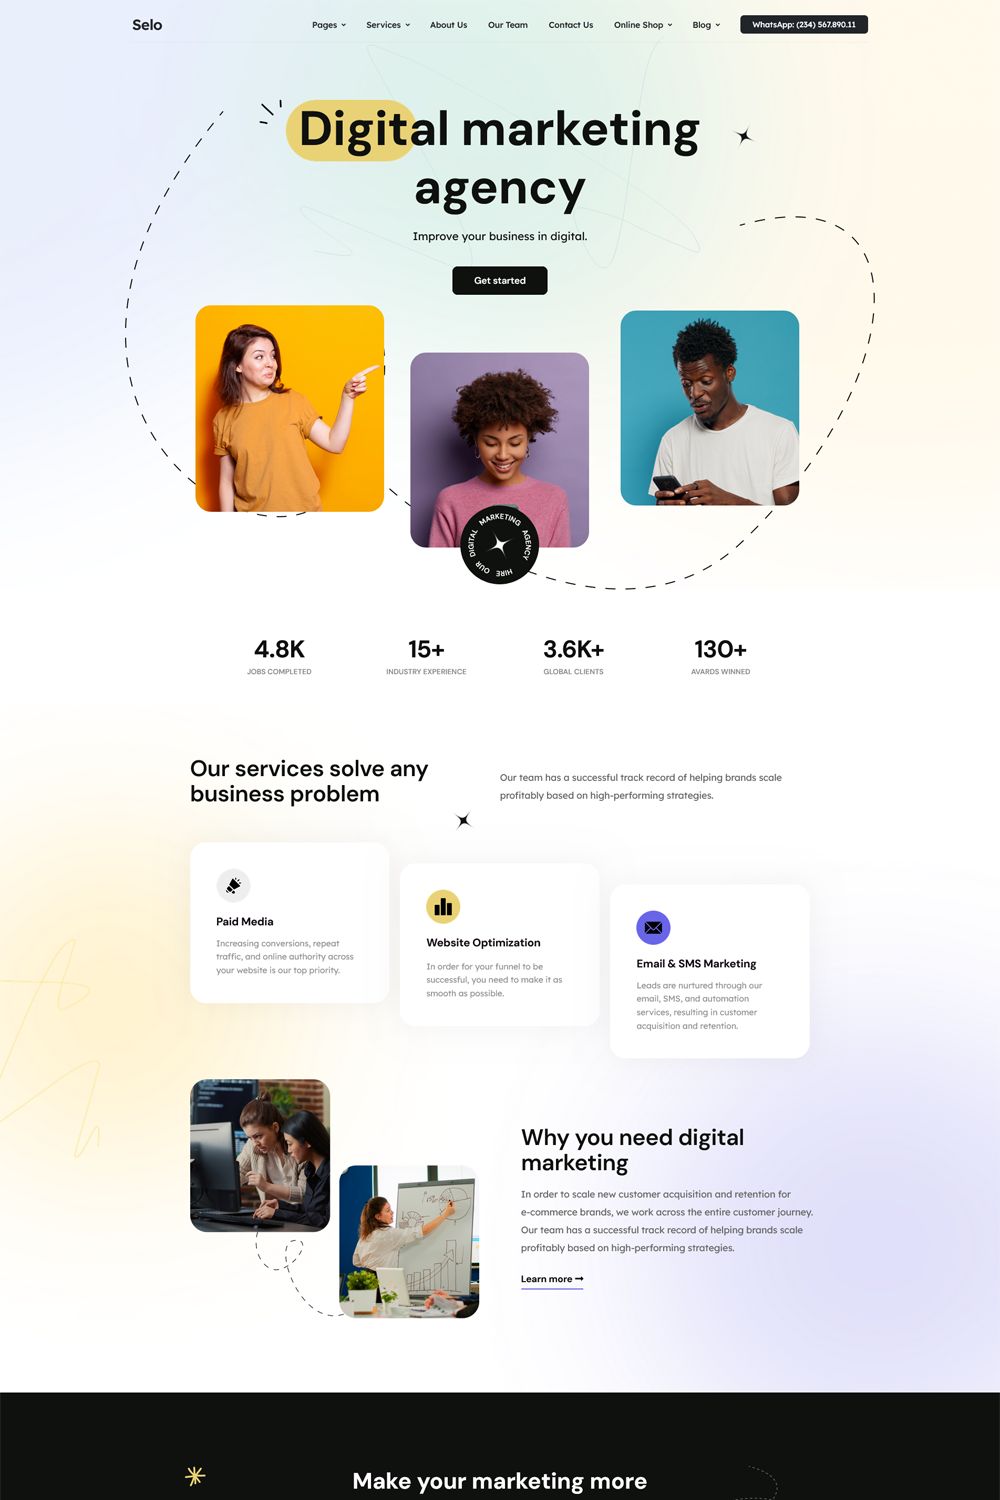 Selo
Pages
Services
About Us
Our Team
Contact Us
Online Shop
Blog
WhatsApp: (234) 567.890.11
Digital marketing
agency
Improve your business in digital.
Get started
HIRE OUR DIGITAL MARKETING AGENCY
4.8K
15+
3.6K+
130+
JOBS COMPLETED
INDUSTRY EXPERIENCE
GLOBAL CLIENTS
AVARDS WINNED
Our services solve any
business problem
Our team has a successful track record of helping brands scale
profitably based on high-performing strategies.
Paid Media
Increasing conversions, repeat
traffic, and online authority across
your website is our top priority.
Website Optimization
In order for your funnel to be
successful, you need to make it as
smooth as possible.
Email & SMS Marketing
Leads are nurtured through our
email, SMS, and automation
services, resulting in customer
acquisition and retention.
Why you need digital
marketing
In order to scale new customer acquisition and retention for
e-commerce brands, we work across the entire customer journey.
Our team has a successful track record of helping brands scale
profitably based on high-performing strategies.
Learn more
Make your marketing more